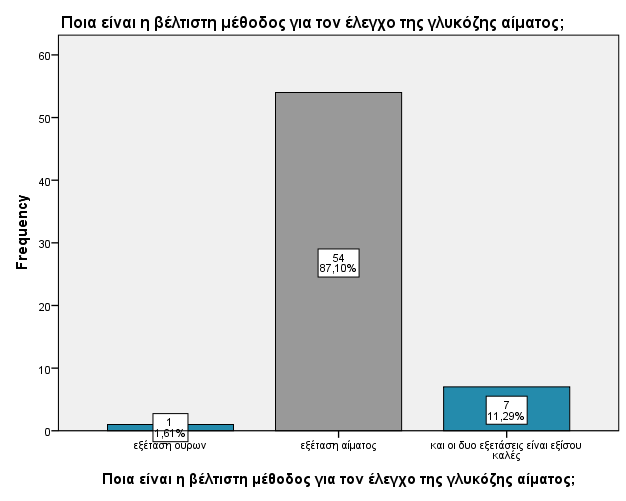 Ποια είναι η βέλτιστη μέθοδος για τον έλεγχο της γλυκόζης αίματος;
60
50
40
30
20
10
0
Frequency
1
1,61%
54
87,10%
7
11,29%
εξέταση ούρων
εξέταση αίματος
και οι δυο εξετάσεις είναι εξίσου
καλές
Ποια είναι η βέλτιστη μέθοδος για τον έλεγχο της γλυκόζης αίματος;